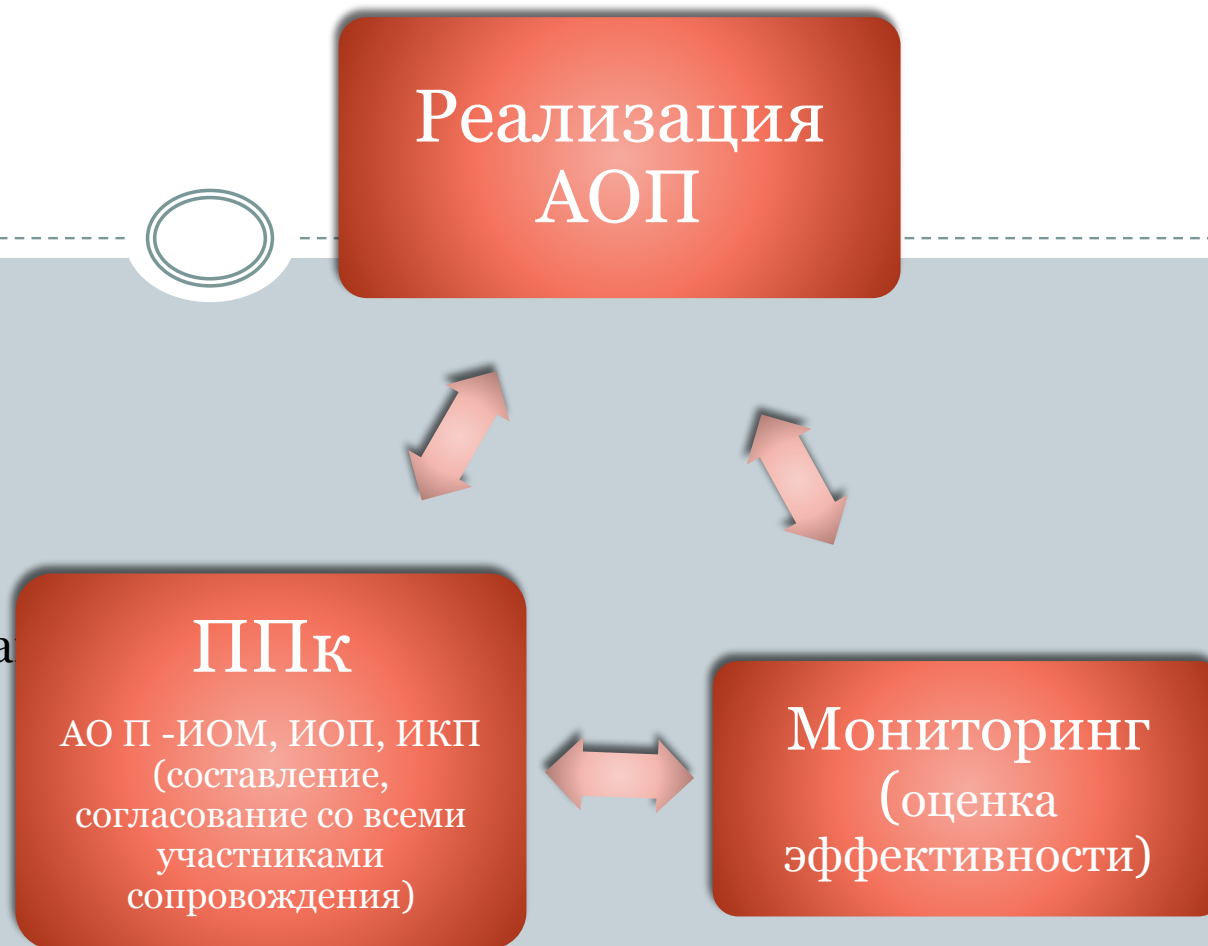 Реализация
АОП
ППк
АО П -ИОМ, ИОП, ИКП
(составление,
согласование со всеми
участниками
сопровождения)
Мониторинг
(оценка
эффективности)